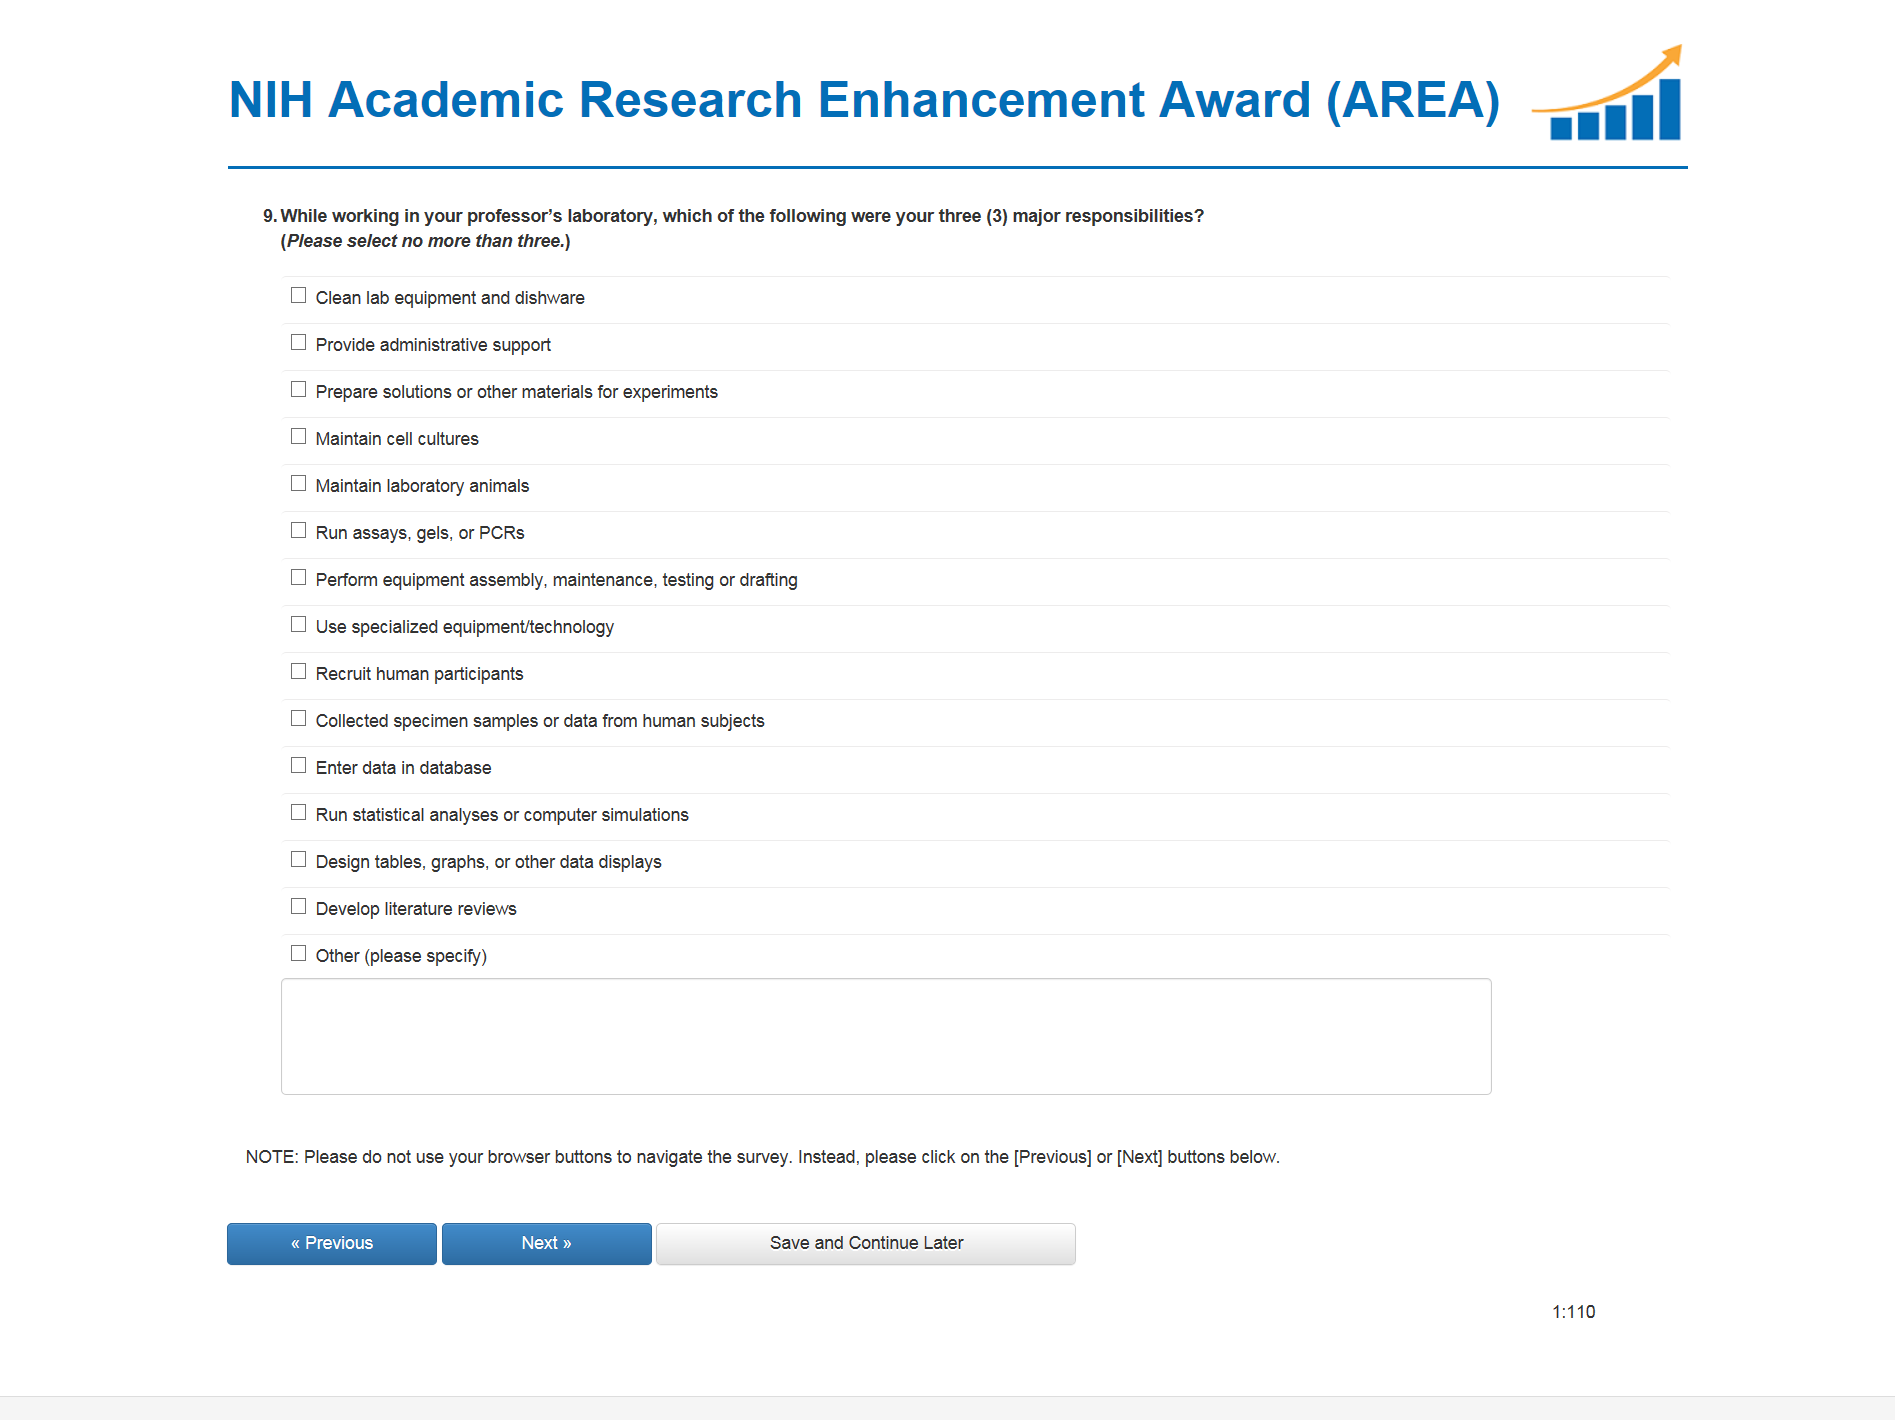 NIH Academic Research Enhancement Award (AREA)
9. While working in your professor’s laboratory, which of the following were your three (3) major responsibilities?
(Please select no more than three.)
Clean lab equipment and dishware
Provide administrative support
Prepare solutions or other materials for experiments
Maintain cell cultures
Maintain laboratory animals
Run assays, gels, or PCRs
Perform equipment assembly, maintenance, testing or drafting
Use specialized equipment/technology
Recruit human participants
Collected specimen samples or data from human subjects
Enter data in database
Run statistical analyses or computer simulations
Design tables, graphs, or other data displays
Develop literature reviews
Other (please specify)
NOTE: Please do not use your browser buttons to navigate the survey. Instead, please click on the [Previous] or [Next] buttons below.
« Previous Next » Save and Continue Later
1:110